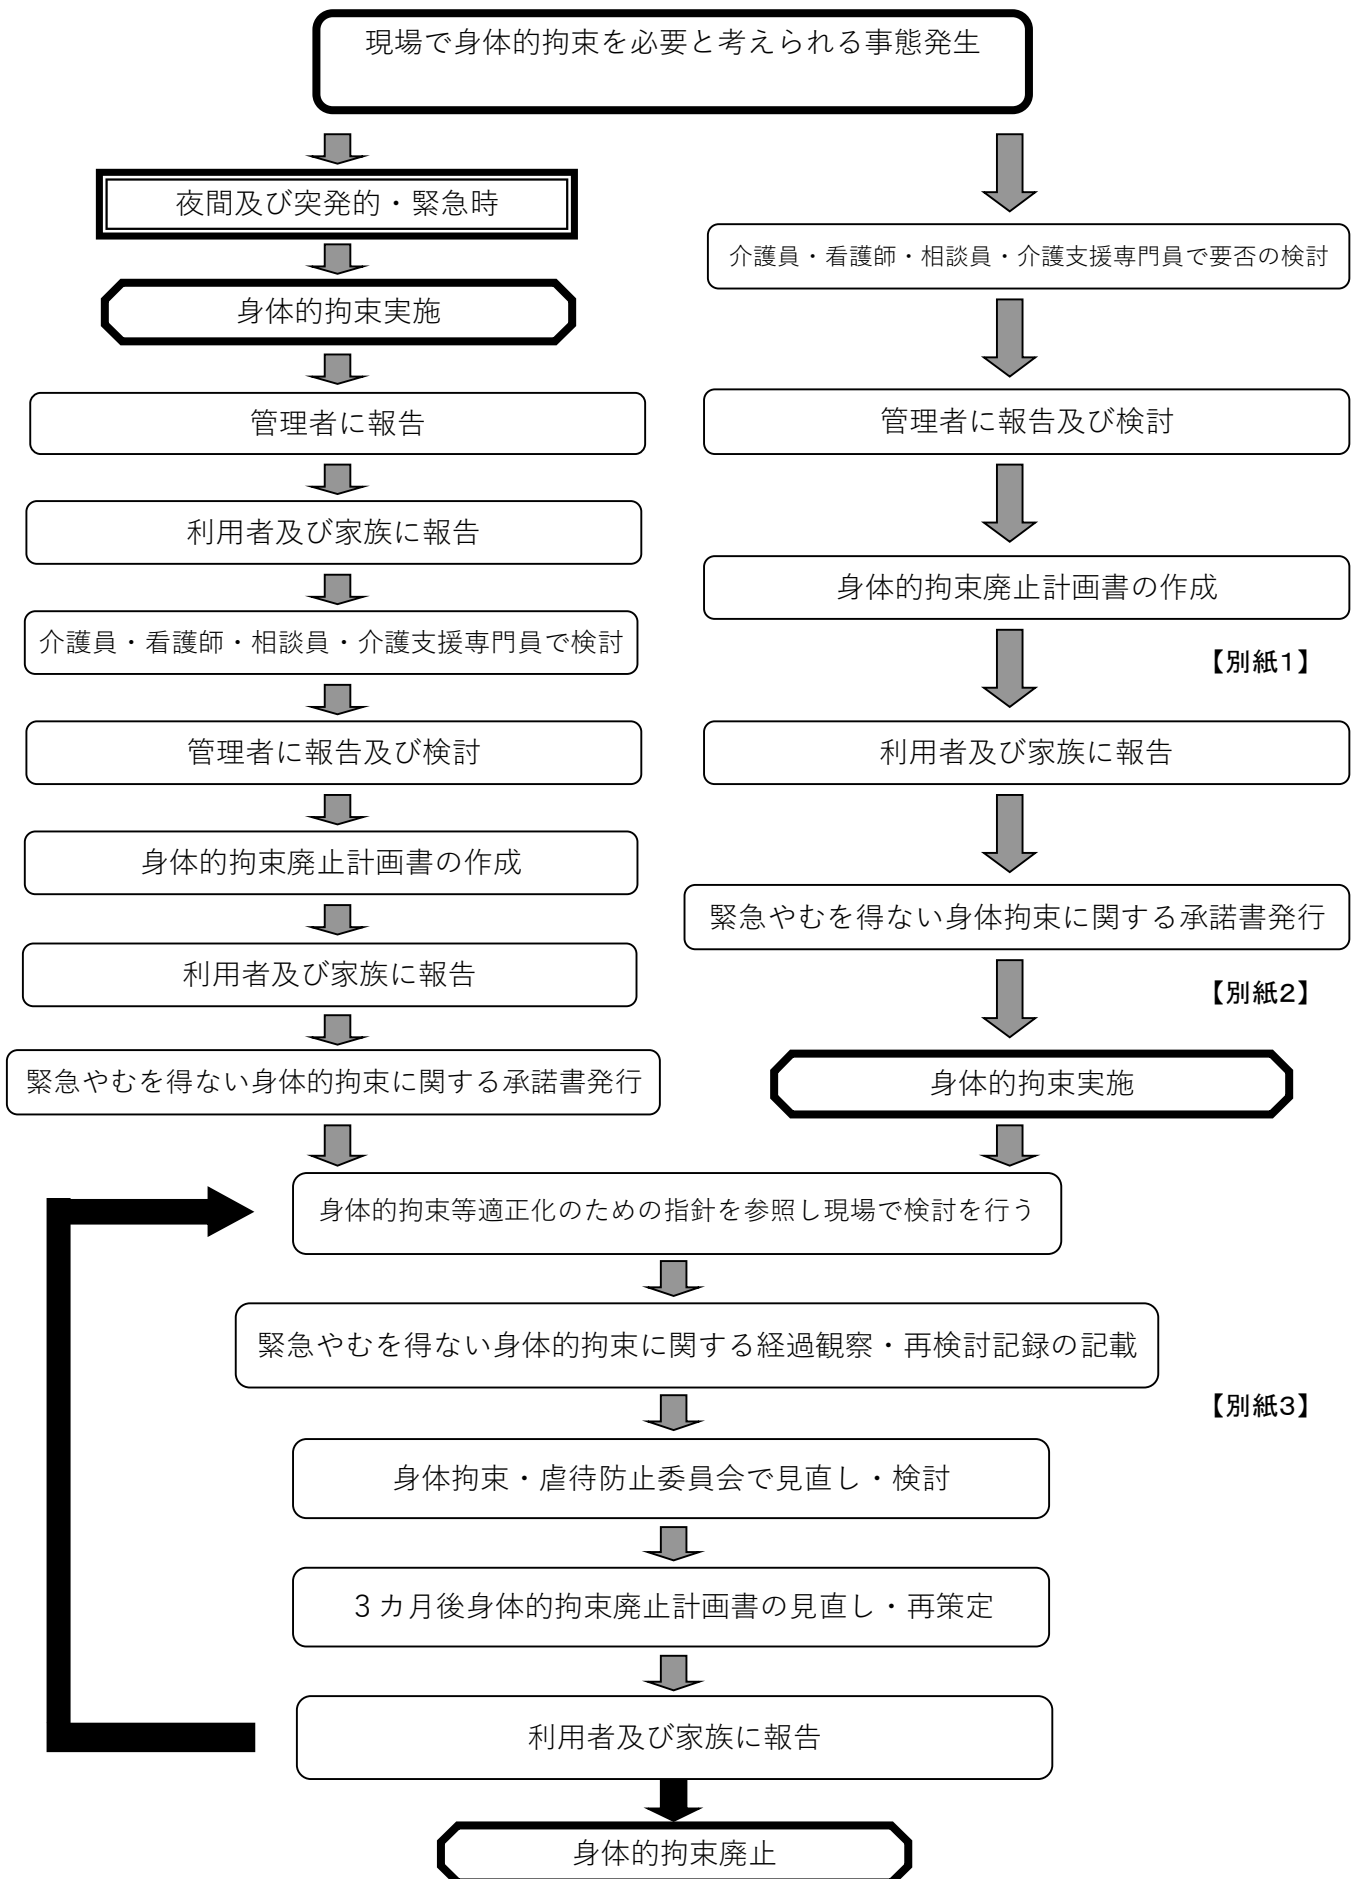 現場で身体的拘束を必要と考えられる事態発生
夜間及び突発的・緊急時
身体的拘束実施
管理者に報告
利用者及び家族に報告
介護員・看護師・相談員・介護支援専門員で検討
管理者に報告及び検討
身体的拘束廃止計画書の作成
利用者及び家族に報告
緊急やむを得ない身体的拘束に関する承諾書発行
介護員・看護師・相談員・介護支援専門員で要否の検討
管理者に報告及び検討
身体的拘束廃止計画書の作成
【別紙1】
利用者及び家族に報告
緊急やむを得ない身体拘束に関する承諾書発行
【別紙2】
身体的拘束実施
身体的拘束等適正化のための指針を参照し現場で検討を行う
緊急やむを得ない身体的拘束に関する経過観察・再検討記録の記載
【別紙3】
身体拘束・虐待防止委員会で見直し・検討
3カ月後身体的拘束廃止計画書の見直し・再策定
利用者及び家族に報告
身体的拘束廃止